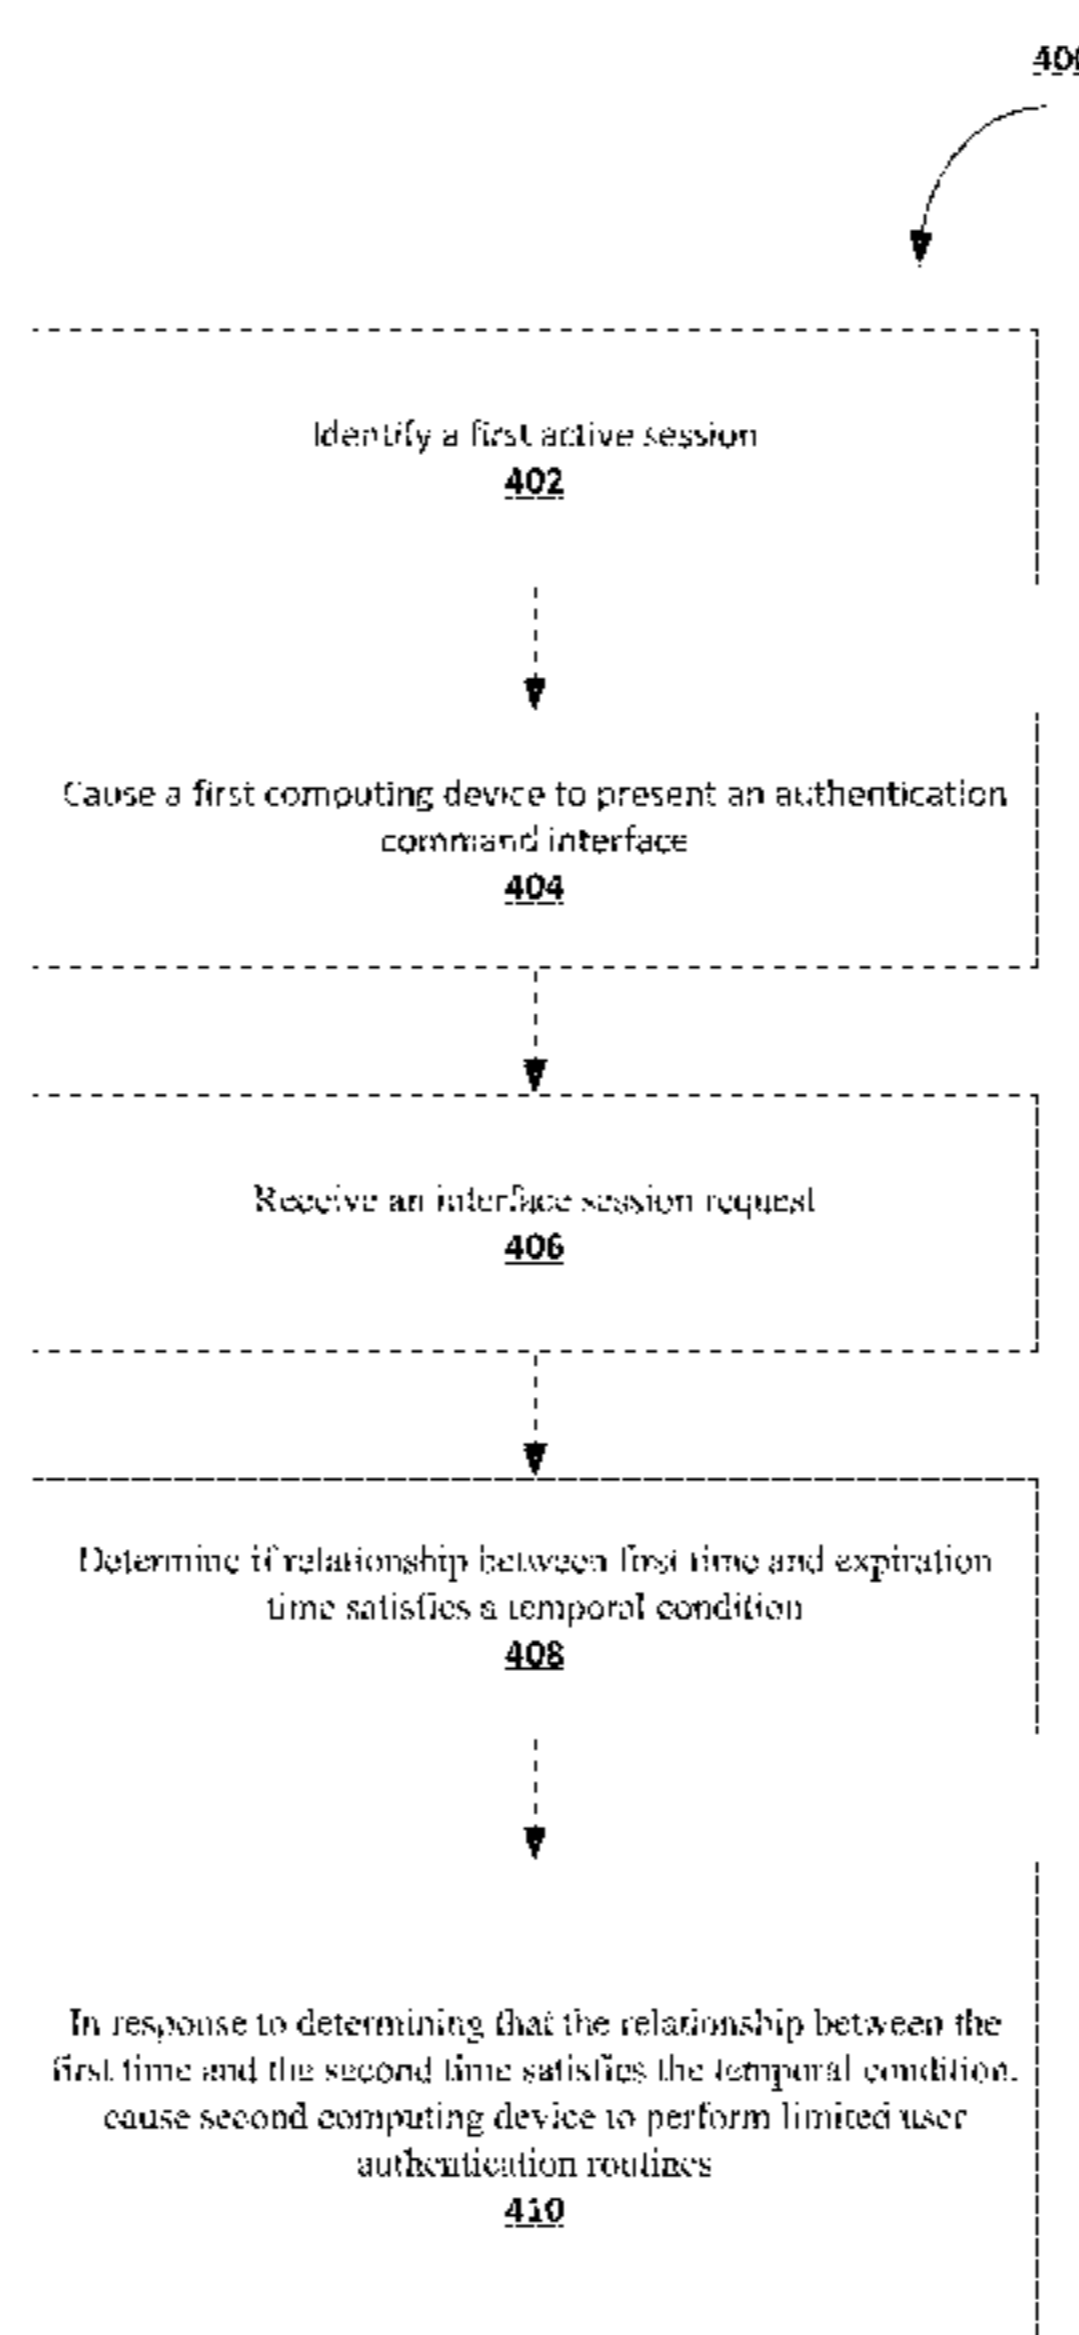 400
Identify a first active session
402
Cause a first computing device to present an authentication
command interface
404
Receive an interface session request
406
Determine if relationship between first time and expiration
time satisfies a temporal condition
408
In response to determining that the relationship between the
first time and the second time satisfies the temporal condition,
cause second computing device to perform limited user
authentication routines
410